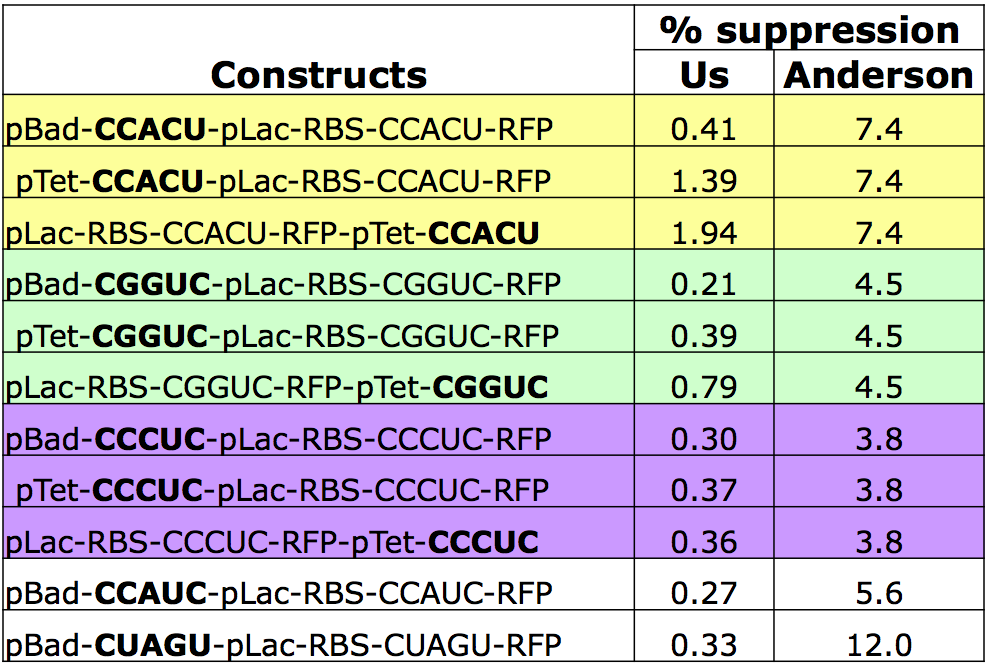 % suppression
Constructs Us Anderson
pBad-CCACU-pLac-RBS-CCACU-RFP 0.41 7.4
pTet-CCACU-pLac-RBS-CCACU-RFP 1.39 7.4
pLac-RBS-CCACU-RFP-pTet-CCACU 1.94 7.4
pBad-CGGUC-pLac-RBS-CGGUC-RFP 0.21 4.5
pTet-CGGUC-pLac-RBS-CGGUC-RFP 0.39 4.5
pLac-RBS-CGGUC-RFP-pTet-CGGUC 0.79 4.5
pBad-CCCUC-pLac-RBS-CCCUC-RFP 0.30 3.8
pTet-CCCUC-pLac-RBS-CCCUC-RFP 0.37 3.8
pLac-RBS-CCCUC-RFP-pTet-CCCUC 0.36 3.8
pBad-CCAUC-pLac-RBS-CCAUC-RFP 0.27 5.6
pBad-CUAGU-pLac-RBS-CUAGU-RFP 0.33 12.0